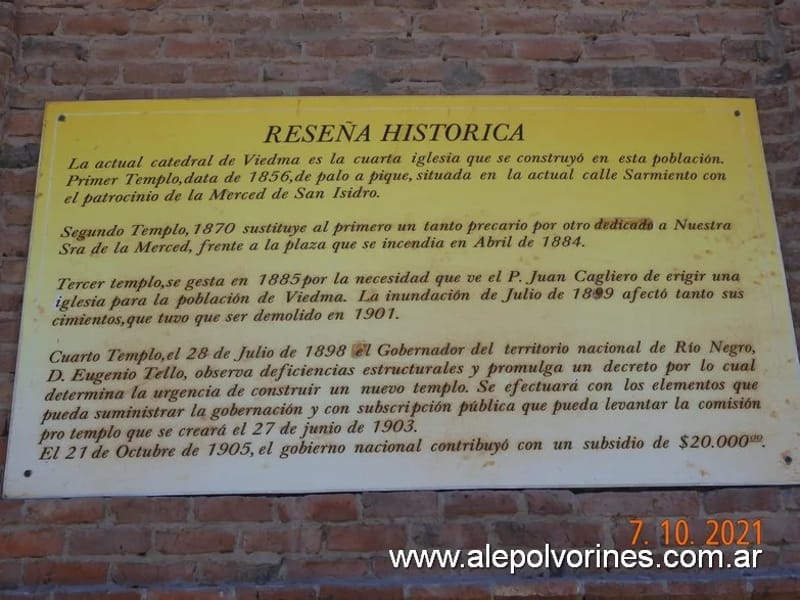 RESEÑA HISTORICA
La actual catedral de Viedma es la cuarta iglesia que se construyó en esta población.
Primer Templo,data de 1856,de palo a pique, situada en la actual calle Sarmiento con
el patrocinio de la Merced de San Isidro.
Segundo Templo, 1870 sustituye al primero un tanto precario por otro dedicado a Nuestra
Sra de la Merced, frente a la plaza que se incendia en Abril de 1884.
Tercer templo,se gesta en 1885por la necesidad que ve el P. Juan Cagliero de erigir una
iglesia para la población de Viedma. La inundación de Julio de 1899 afectó tanto sus
cimientos,que tuvo que ser demolido en 1901.
Cuarto Templo,el 28 de Julio de 1898 el Gobernador del territorio nacional de Río Negro,
D. Eugenio Tello, observa deficiencias estructurales y promulga un decreto por lo cual
determina la urgencia de construir un nuevo templo. Se efectuará con los elementos que
pueda suministrar la gobernación y con subscripción pública que pueda levantar la comisión
pro templo que se creará el 27 de junio de 1903.
El 21 de Octubre de 1905, el gobierno nacional contribuyó con un subsidio de $20.000⁰⁰.
7.10.2021
www.alepolvorines.com.ar